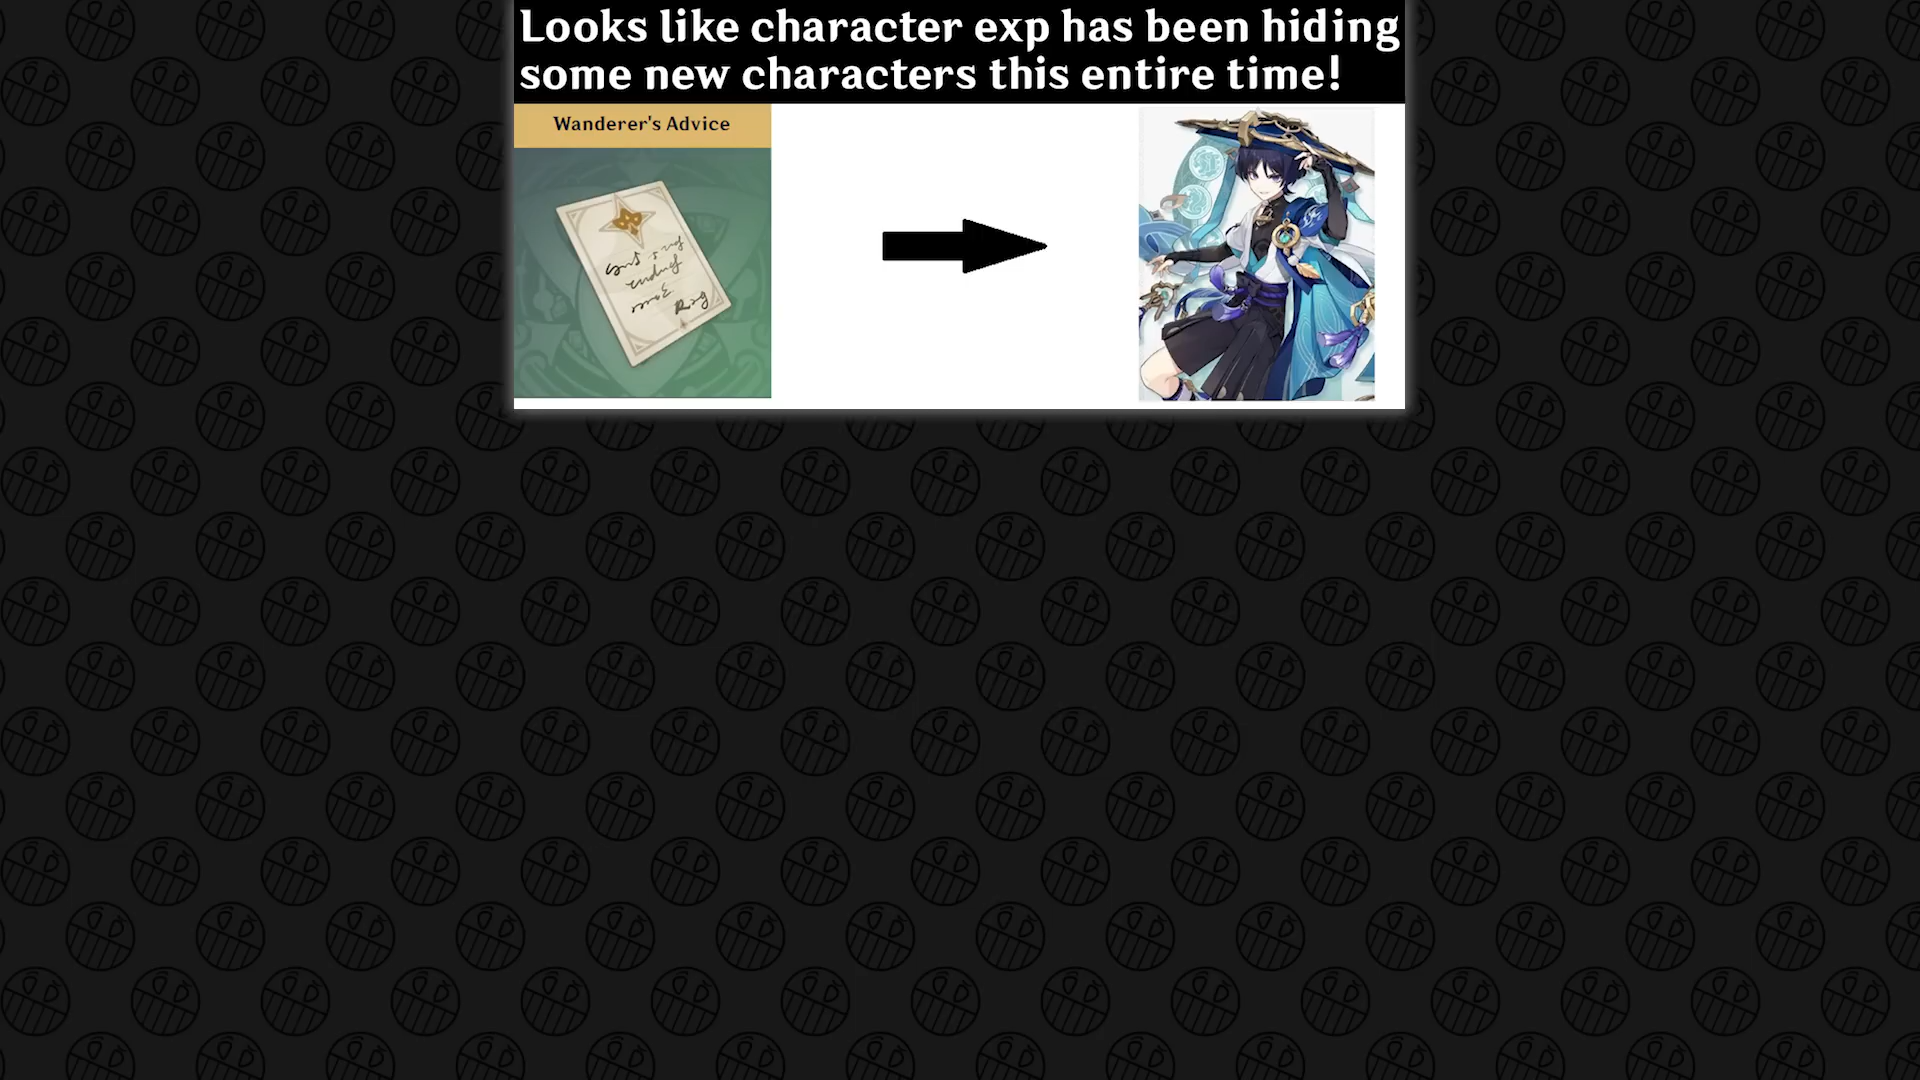 Looks like character exp has been hiding
some new characters this entire time!
Wanderer's Advice